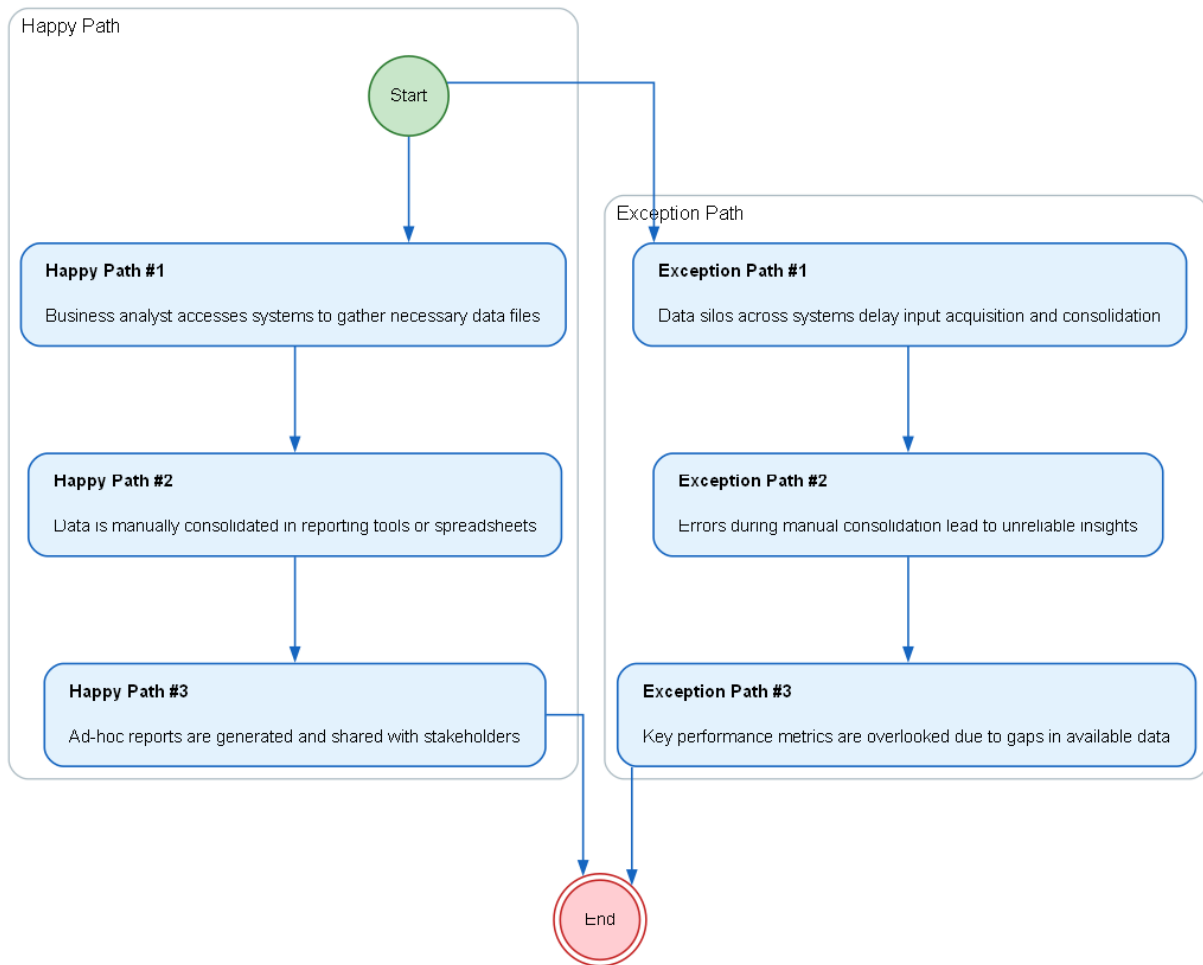 Happy Path
Start
Happy Path #1
Business analyst accesses systems to gather necessary data files
Happy Path #2
Data is manually consolidated in reporting tools or spreadsheets
Happy Path #3
Ad-hoc reports are generated and shared with stakeholders
Exception Path
Exception Path #1
Data silos across systems delay input acquisition and consolidation
Exception Path #2
Errors during manual consolidation lead to unreliable insights
Exception Path #3
Key performance metrics are overlooked due to gaps in available data
End